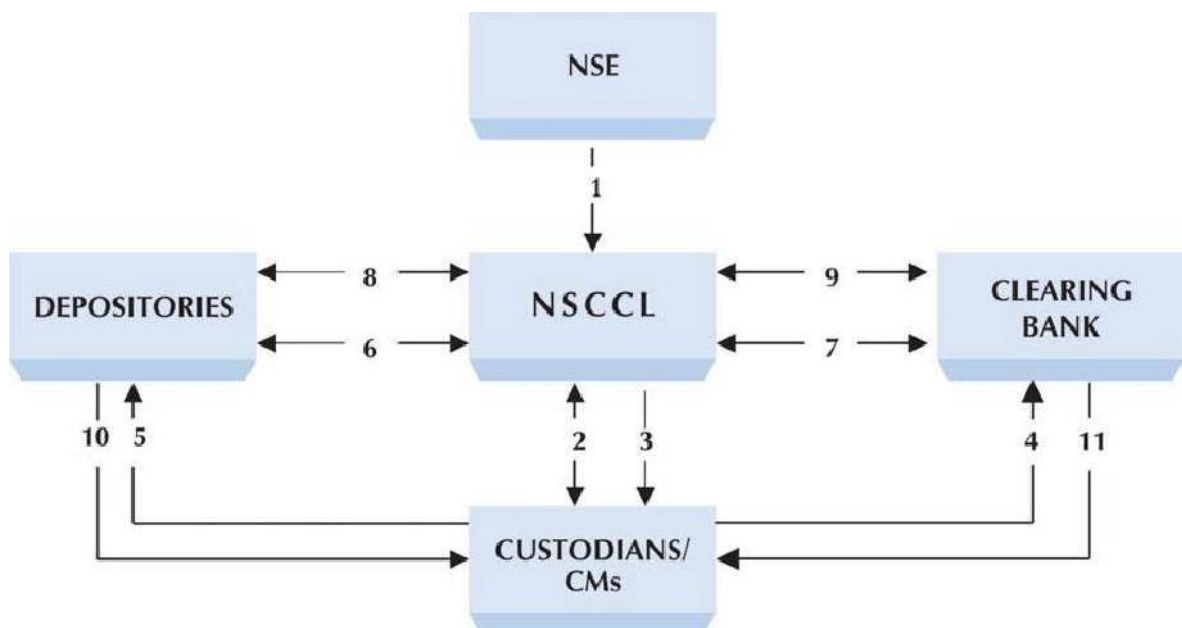 NSE
1
8
9
DEPOSITORIES
NSCCL
CLEARING
BANK
6
7
10
5
2
3
4
11
CUSTODIANS/
CMs